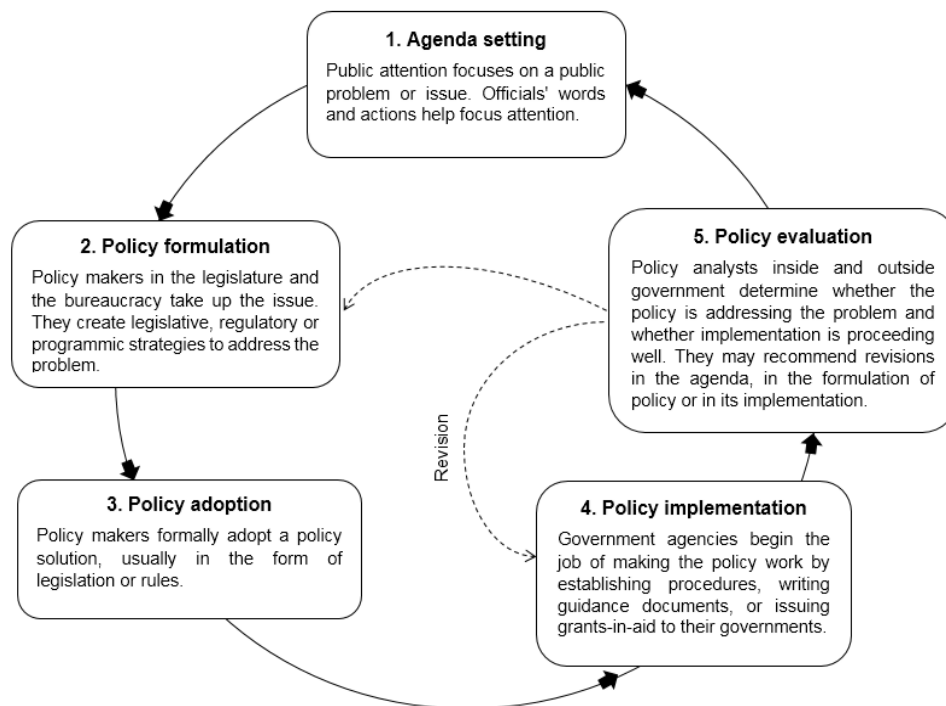 1. Agenda setting
Public attention focuses on a public
problem or issue. Officials' words
and actions help focus attention.
2. Policy formulation
Policy makers in the legislature and
the bureaucracy take up the issue.
They create legislative, regulatory or
programmic strategies to address the
problem.
3. Policy adoption
Policy makers formally adopt a policy
solution, usually in the form of
legislation or rules.
4. Policy implementation
Government agencies begin the
job of making the policy work by
establishing procedures, writing
guidance documents, or issuing
grants-in-aid to their governments.
5. Policy evaluation
Policy analysts inside and outside
government determine whether the
policy is addressing the problem and
whether implementation is proceeding
well. They may recommend revisions
in the agenda, in the formulation of
policy or in its implementation.
Revision